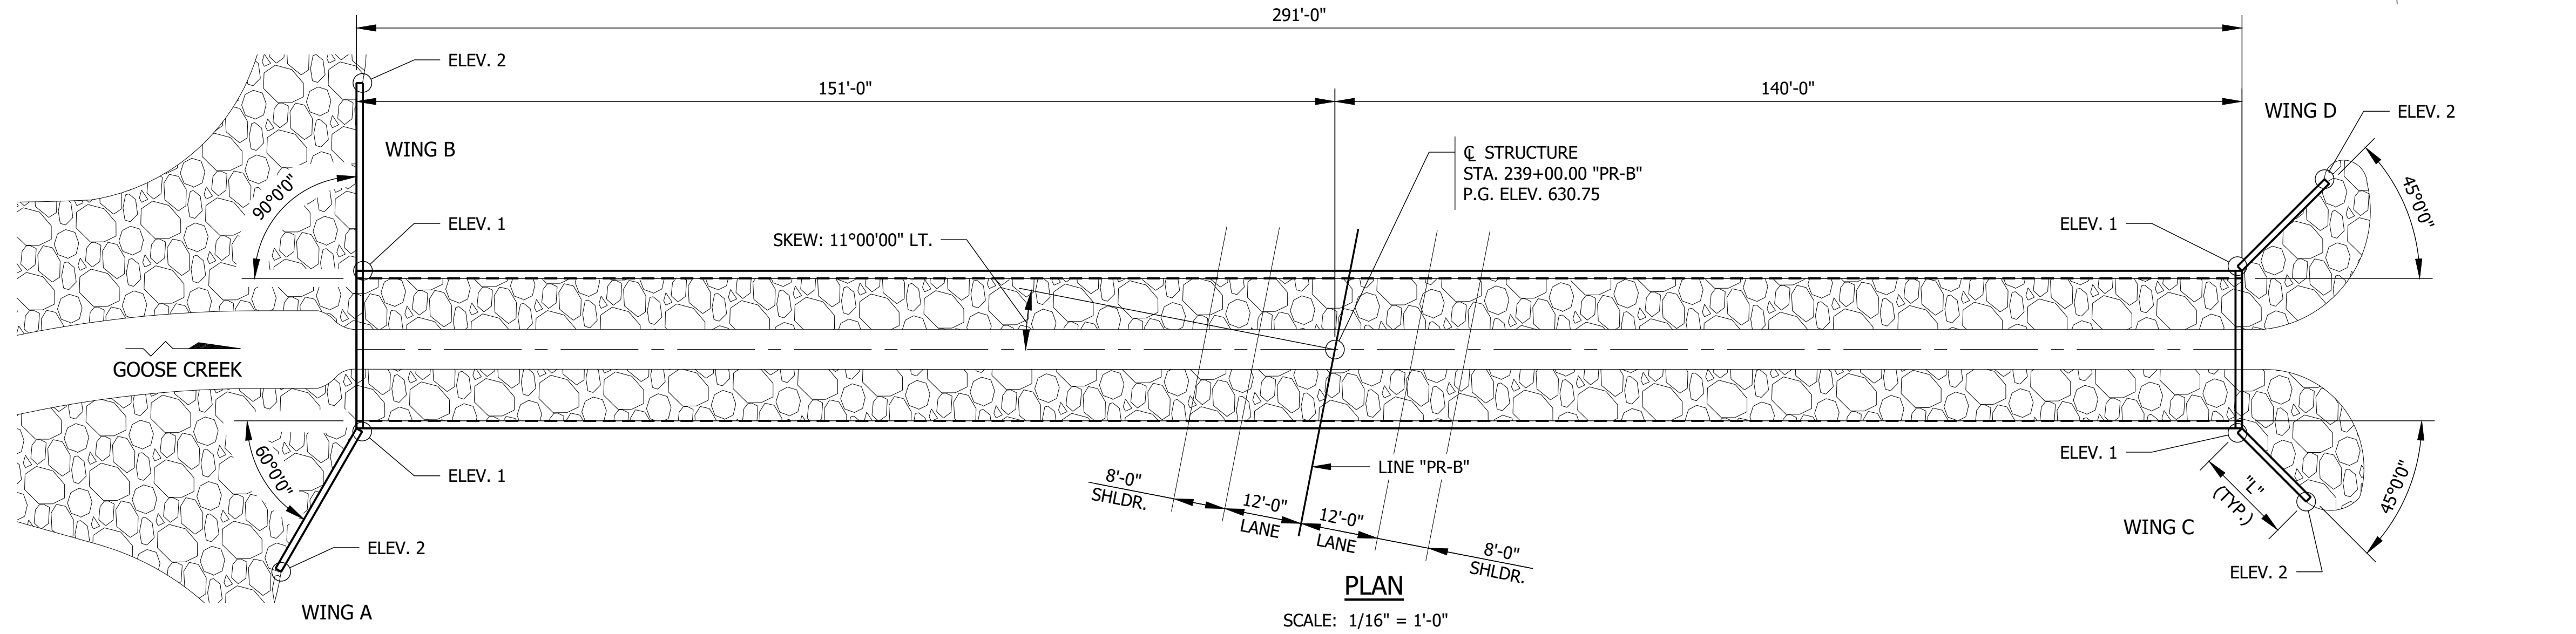 291'-0"
ELEV. 2
151'-0"
140'-0"
WING D
ELEV. 2
WING B
℄ STRUCTURE
STA. 239+00.00 "PR-B"
P.G. ELEV. 630.75
90°0'0"
45°0'0"
ELEV. 1
ELEV. 1
SKEW: 11°00'00" LT.
GOOSE CREEK
60°0'0"
ELEV. 1
ELEV. 1
LINE "PR-B"
8'-0"
SHLDR.
12'-0"
LANE
12'-0"
LANE
8'-0"
SHLDR.
"L"
(TYP.)
45°0'0"
WING C
ELEV. 2
ELEV. 2
WING A
PLAN
SCALE: 1/16" = 1'-0"